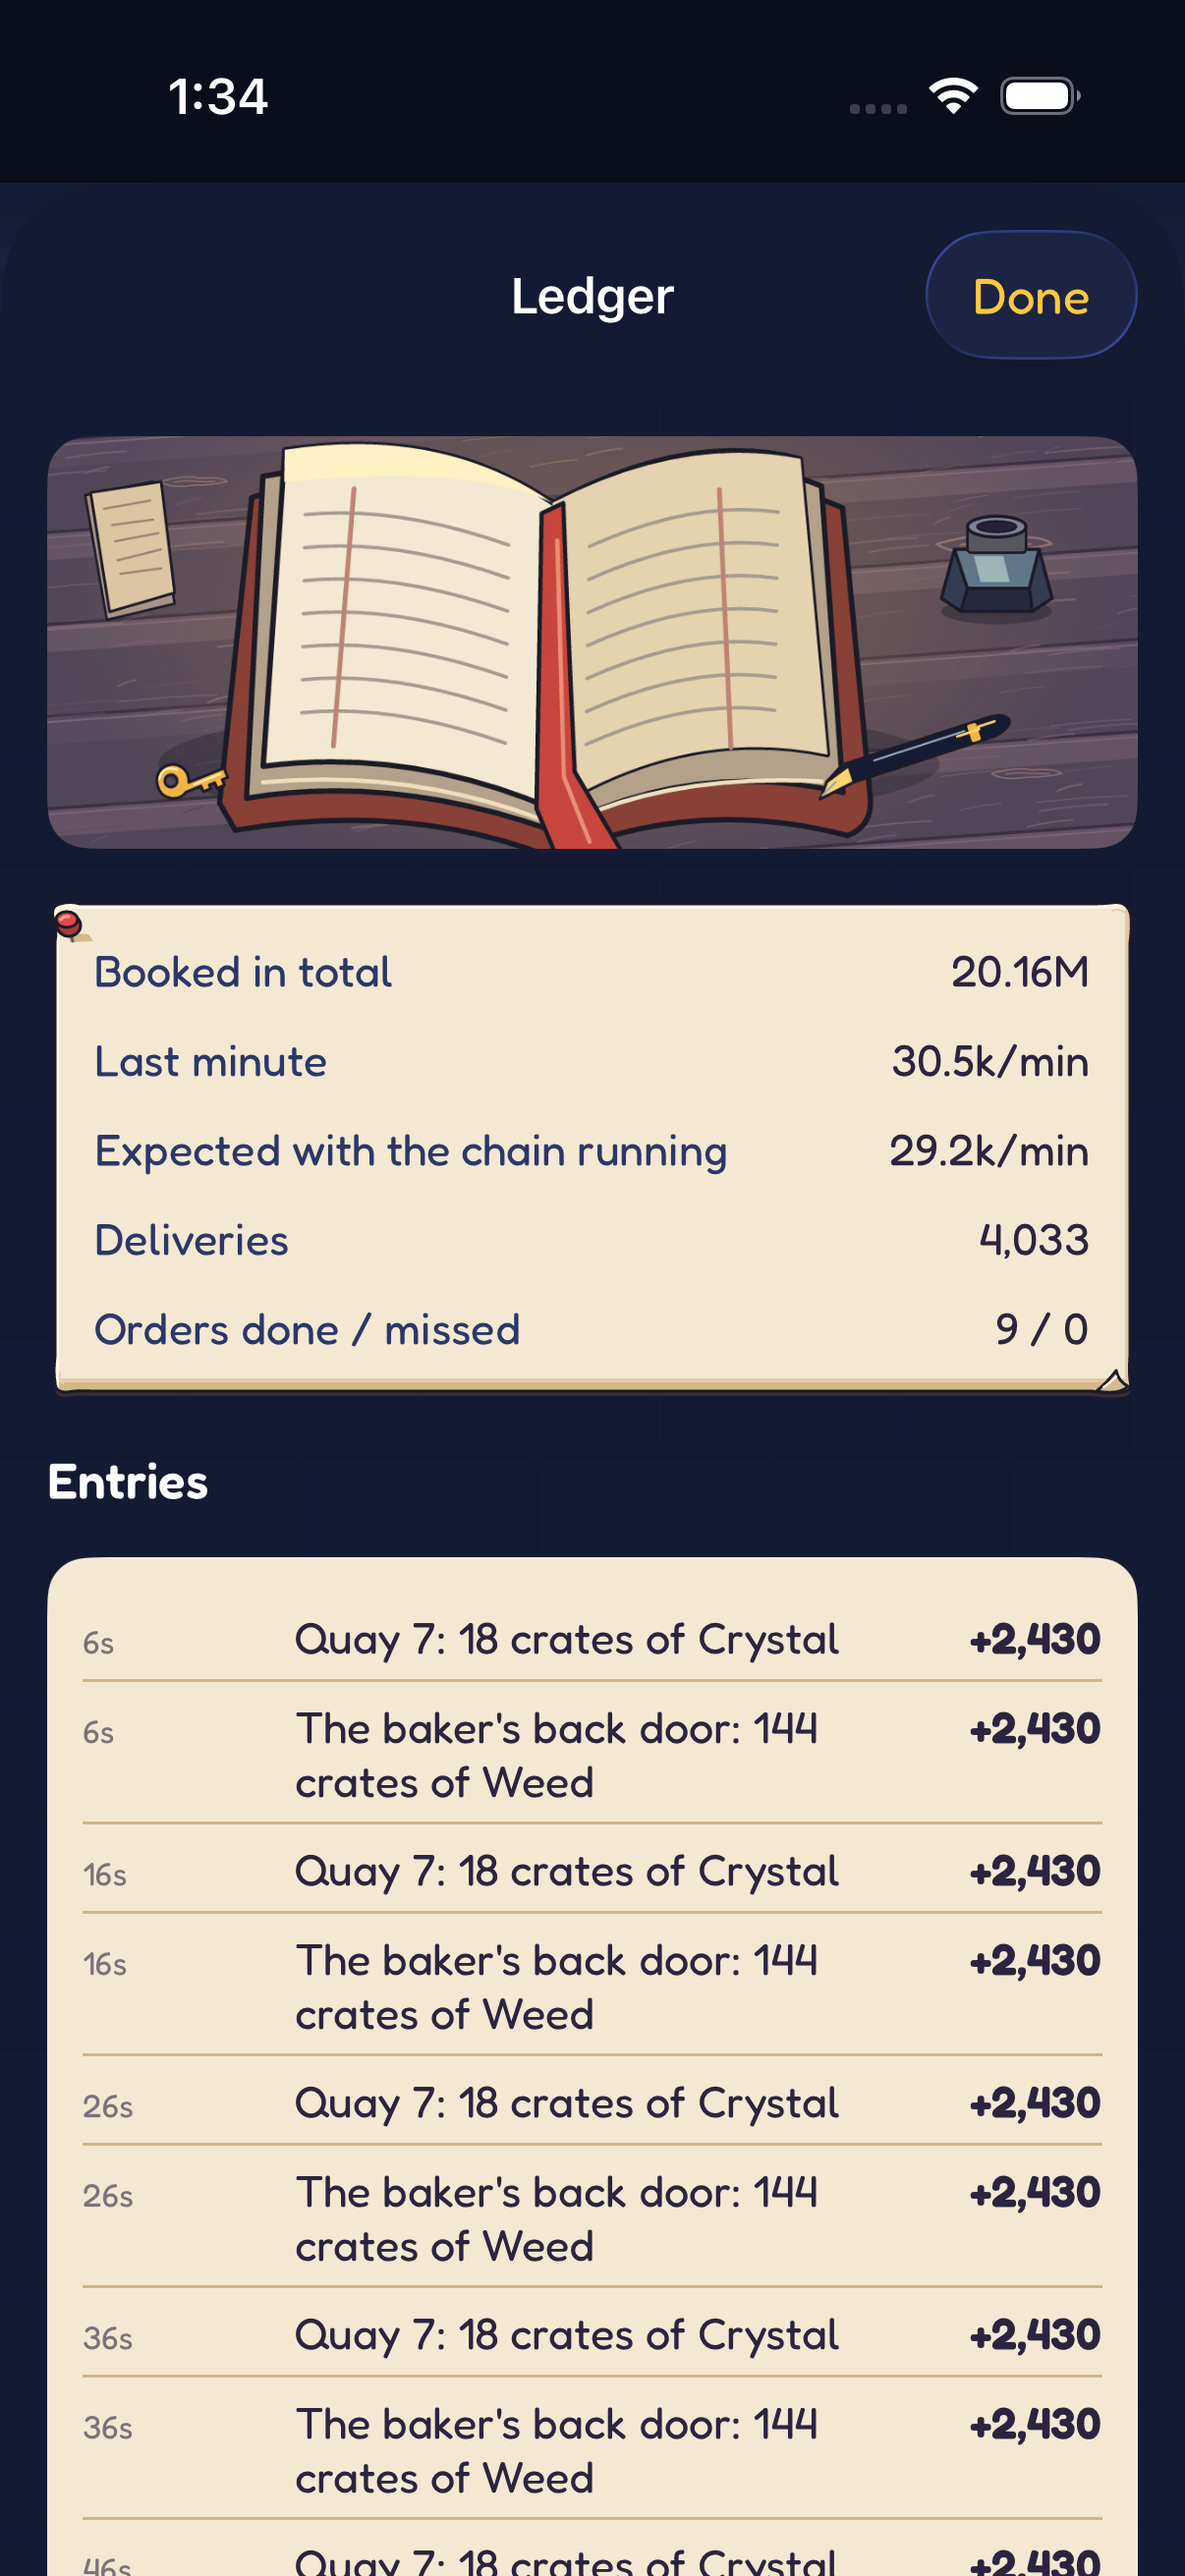 1:34
Ledger
Done
Booked in total 20.16M
Last minute 30.5k/min
Expected with the chain running 29.2k/min
Deliveries 4,033
Orders done / missed 9 / 0
Entries
6s Quay 7: 18 crates of Crystal +2,430
6s The baker's back door: 144 +2,430
crates of Weed
16s Quay 7: 18 crates of Crystal +2,430
16s The baker's back door: 144 +2,430
crates of Weed
26s Quay 7: 18 crates of Crystal +2,430
26s The baker's back door: 144 +2,430
crates of Weed
36s Quay 7: 18 crates of Crystal +2,430
36s The baker's back door: 144 +2,430
crates of Weed
46s Quay 7: 18 crates of Crystal +2,430